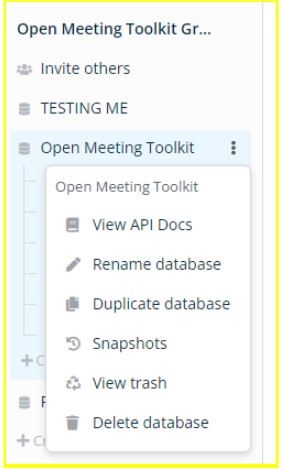 Open Meeting Toolkit Gr...
Invite others
TESTING ME
Open Meeting Toolkit
Open Meeting Toolkit
View API Docs
Rename database
Duplicate database
Snapshots
View trash
Delete database